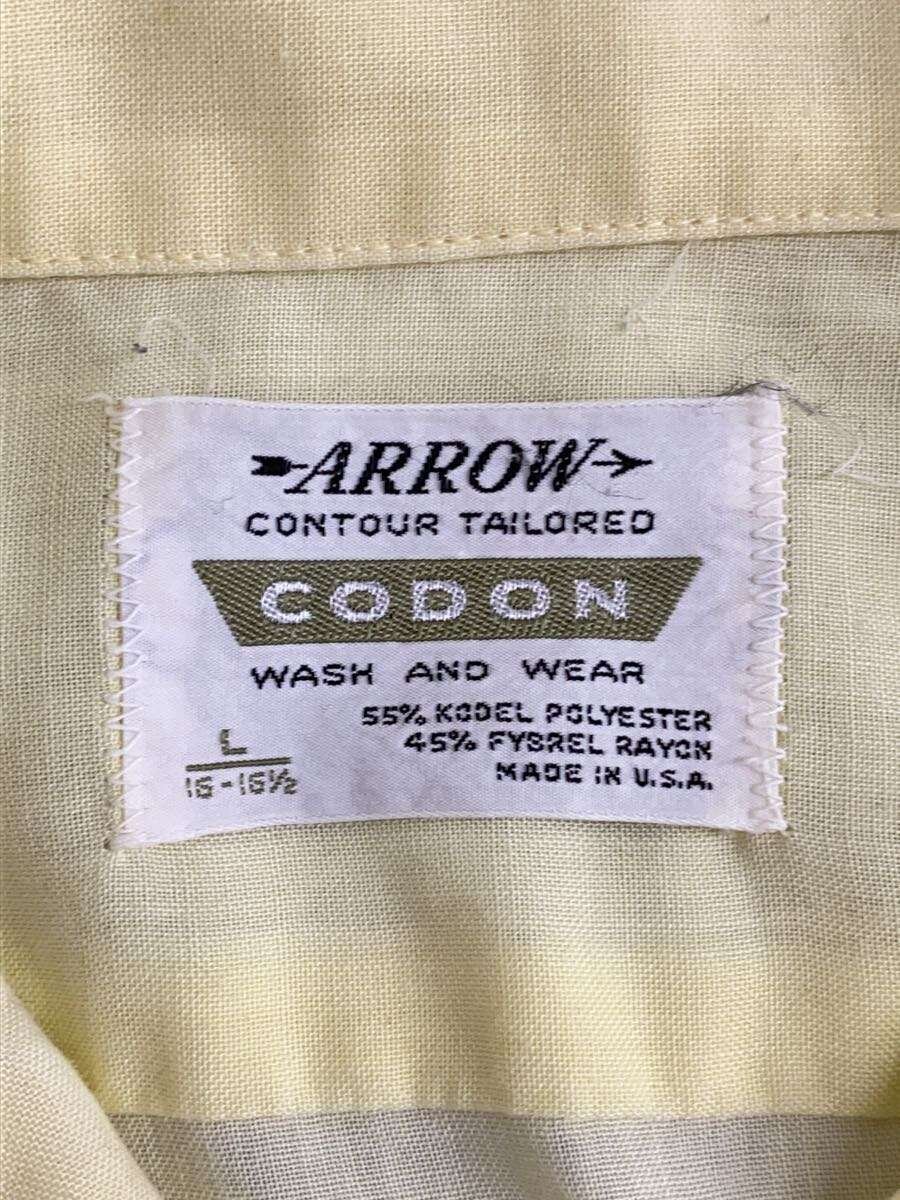 ARROW
CONTOUR TAILORED
CODON
WASH AND WEAR
55% KODEL POLYESTER
45% FYBREL RAYON
MADE IN U.S.A.
L
16-16½